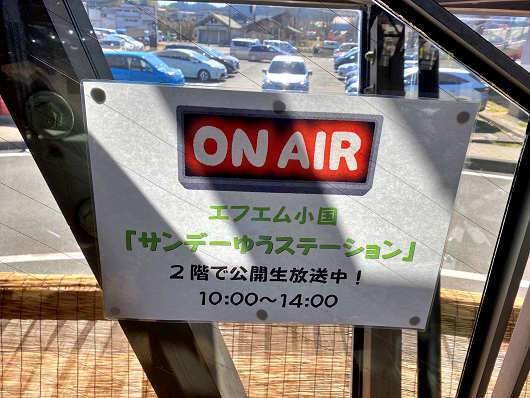 ON AIR
エフエム小国
「サンデーゆうステーション」
2階で公開生放送中!
10:00〜14:00